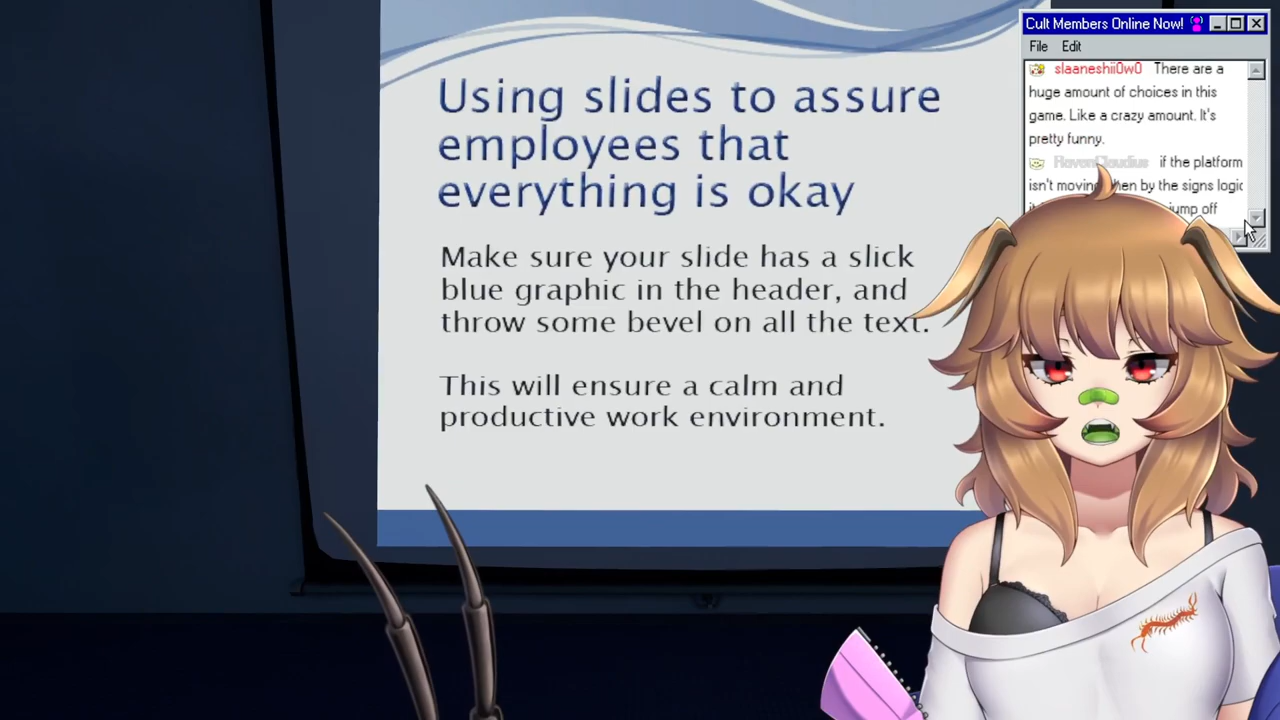 Using slides to assure
employees that
everything is okay
Make sure your slide has a slick
blue graphic in the header, and
throw some bevel on all the text.
This will ensure a calm and
productive work environment.
Cult Members Online Now!
File Edit
slaaneshii0w0 There are a
huge amount of choices in this
game. Like a crazy amount. It's
pretty funny.
RavenClaudius if the platform
isn't moving by the signs logic
jump off